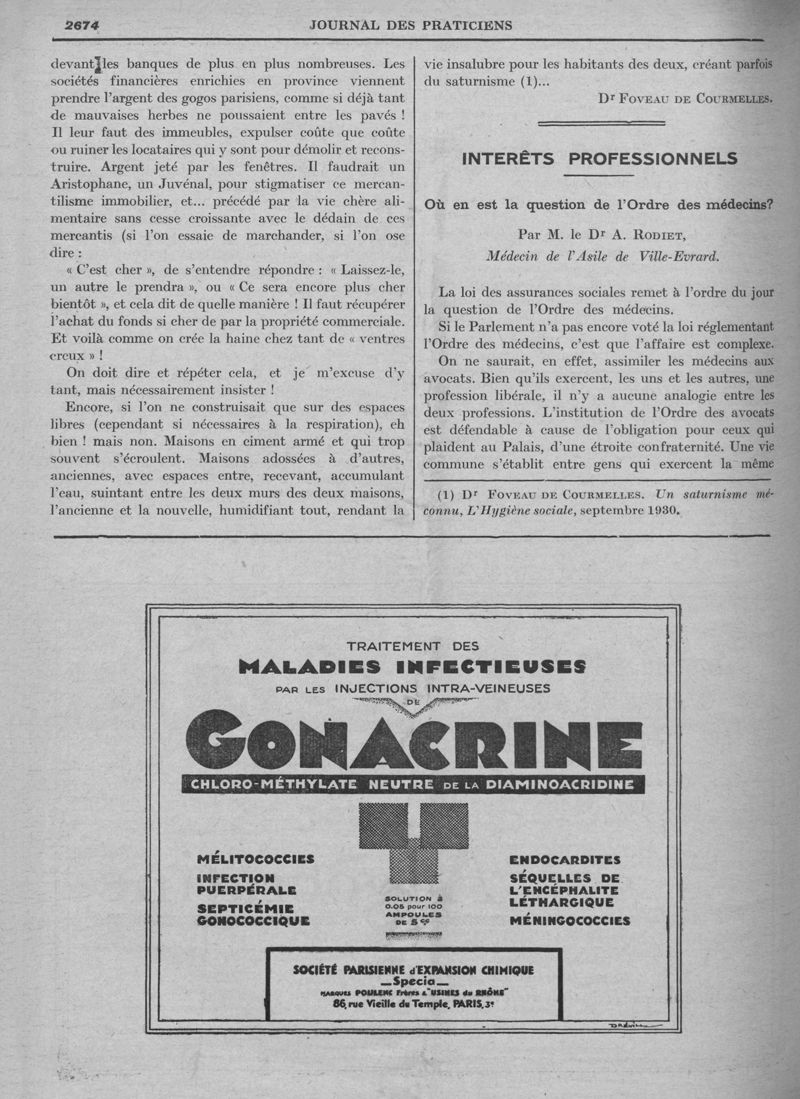 2674
JOURNAL DES PRATICIENS
devant les banques de plus en plus nombreuses. Les
sociétés financières enrichies en province viennent
prendre l'argent des gogos parisiens, comme si déjà tant
de mauvaises herbes ne poussaient entre les pavés !
Il leur faut des immeubles, expulser coûte que coûte
ou ruiner les locataires qui y sont pour démolir et recons-
truire. Argent jeté par les fenêtres. Il faudrait un
Aristophane, un Juvénal, pour stigmatiser ce mercan-
tilisme immobilier, et... précédé par la vie chère ali-
mentaire sans cesse croissante avec le dédain de ces
mercantis (si l'on essaie de marchander, si l'on ose
dire :
« C'est cher », de s'entendre répondre : « Laissez-le,
un autre le prendra », ou « Ce sera encore plus cher
bientôt », et cela dit de quelle manière ! Il faut récupérer
l'achat du fonds si cher de par la propriété commerciale.
Et voilà comme on crée la haine chez tant de « ventres
creux » !
On doit dire et répéter cela, et je m'excuse d'y
tant, mais nécessairement insister !
Encore, si l'on ne construisait que sur des espaces
libres (cependant si nécessaires à la respiration), eh
bien ! mais non. Maisons en ciment armé et qui trop
souvent s'écroulent. Maisons adossées à d'autres,
anciennes, avec espaces entre, recevant, accumulant
l'eau, suintant entre les deux murs des deux maisons,
l'ancienne et la nouvelle, humidifiant tout, rendant la
vie insalubre pour les habitants des deux, créant parfois
du saturnisme (1)...
Dr FOVEAU DE COURMELLES.
INTERÊTS PROFESSIONNELS
Où en est la question de l'Ordre des médecins?
Par M. le Dr A. RODIET,
Médecin de l'Asile de Ville-Evrard.
La loi des assurances sociales remet à l'ordre du jour
la question de l'Ordre des médecins.
Si le Parlement n'a pas encore voté la loi réglementant
l'Ordre des médecins, c'est que l'affaire est complexe.
On ne saurait, en effet, assimiler les médecins aux
avocats. Bien qu'ils exercent, les uns et les autres, une
profession libérale, il n'y a aucune analogie entre les
deux professions. L'institution de l'Ordre des avocats
est défendable à cause de l'obligation pour ceux qui
plaident au Palais, d'une étroite confraternité. Une vie
commune s'établit entre gens qui exercent la même
(1) Dr FOVEAU DE COURMELLES. Un saturnisme mé-
connu, L'Hygiène sociale, septembre 1930.
TRAITEMENT DES
MALADIES INFECTIEUSES
PAR LES INJECTIONS INTRA-VEINEUSES
DE
GONACRINE
CHLORO-MÉTHYLATE NEUTRE DE LA DIAMINOACRIDINE
MÉLITOCOCCIES
INFECTION
PUERPÉRALE
SEPTICÉMIE
GONOCOCCIQUE
SOLUTION à
0.05 pour 100
AMPOULES
DE 5 cc
ENDOCARDITES
SÉQUELLES DE
L'ENCÉPHALITE
LÉTHARGIQUE
MÉNINGOCOCCIES
SOCIÉTÉ PARISIENNE d'EXPANSION CHIMIQUE
—Specia—
MARQUES POULENC Frères & "USINES du RHÔNE"
86, rue Vieille du Temple, PARIS, 3e